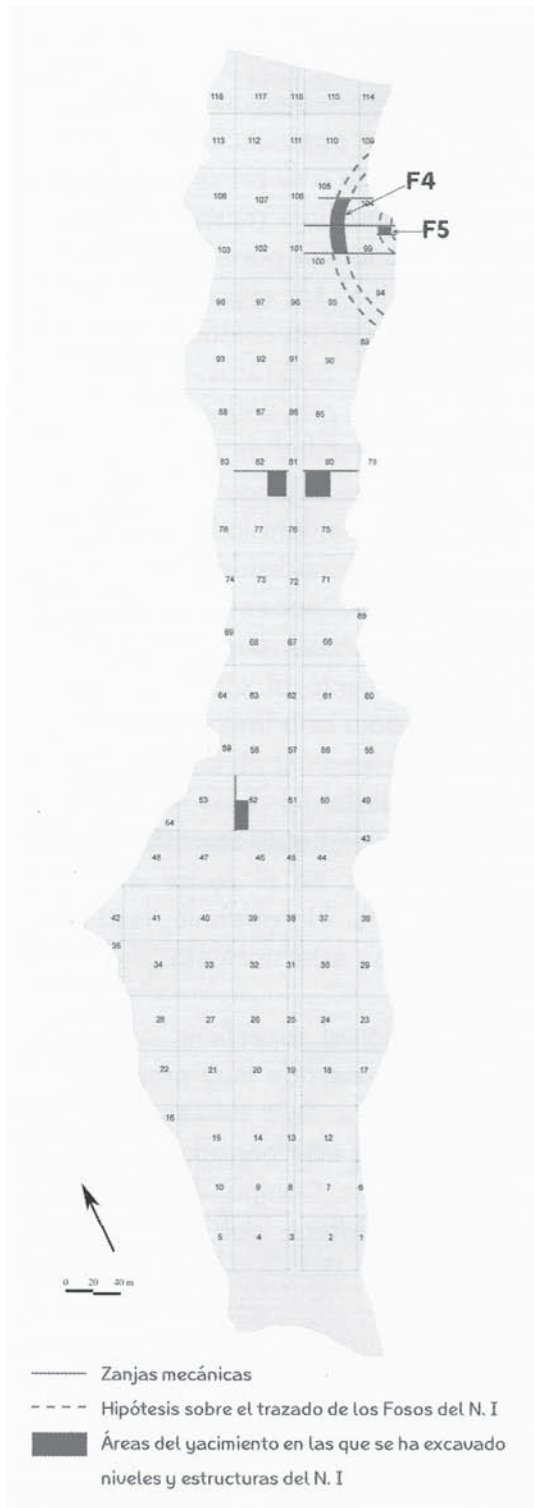 116 117 118 115 114
113 112 111 110 109
105
108 107 106 104
F4
F5
103 102 101 99
100
98 97 96 95 94
89
93 92 91 90
88 87 86 85
83 82 81 80 79
78 77 76 75
74 73 72 71
69 68 67 66 65
64 63 62 61 60
59 58 57 56 55
53 52 51 50 49
54
43
48 47 46 45 44
42 41 40 39 38 37 36
35
34 33 32 31 30 29
28 27 26 25 24 23
22 21 20 19 18 17
16
15 14 13 12
10 9 8 7 6
5 4 3 2 1
0 20 40 m
Zanjas mecánicas
Hipótesis sobre el trazado de los Fosos del N. I
Áreas del yacimiento en las que se ha excavado
niveles y estructuras del N. I